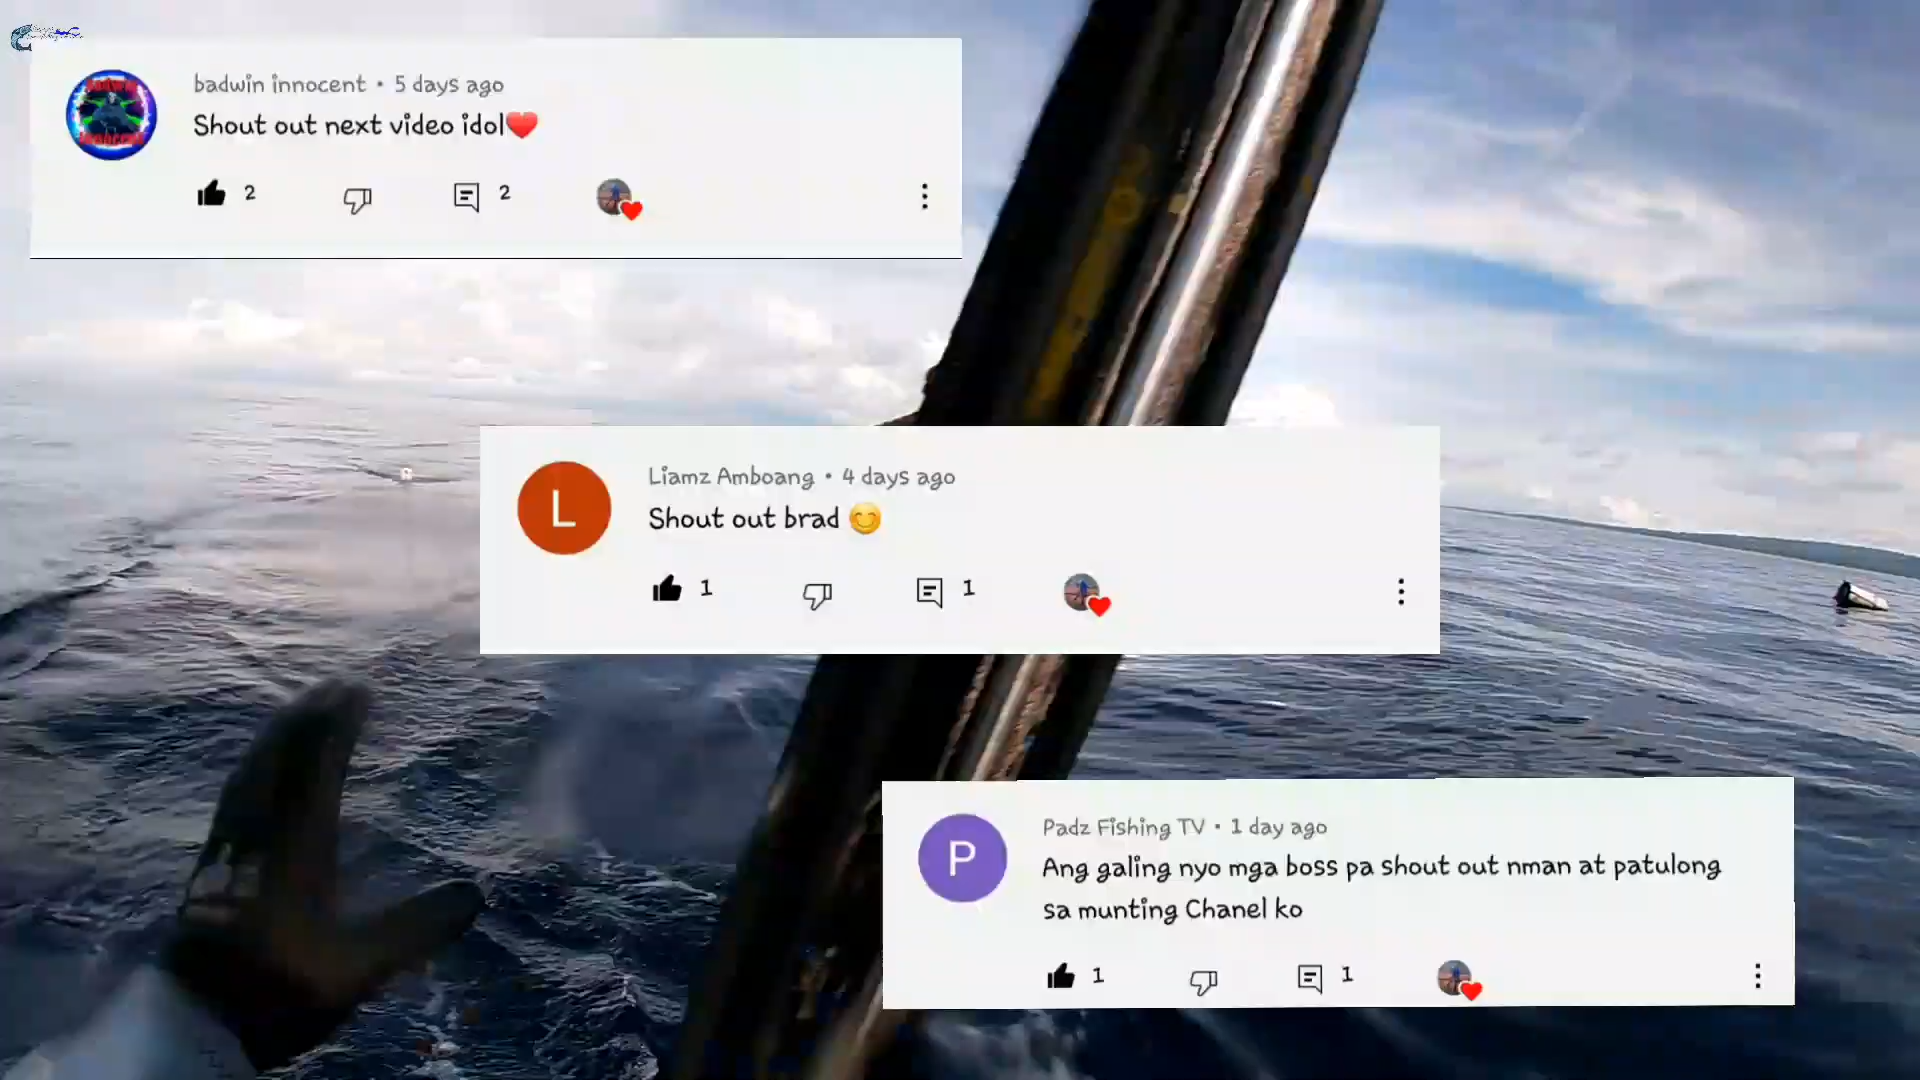 badwin innocent • 5 days ago
Shout out next video idol❤️
2
2
Liamz Amboang • 4 days ago
L
Shout out brad 😊
1
1
Padz Fishing TV • 1 day ago
P
Ang galing nyo mga boss pa shout out nman at patulong
sa munting Chanel ko
1
1